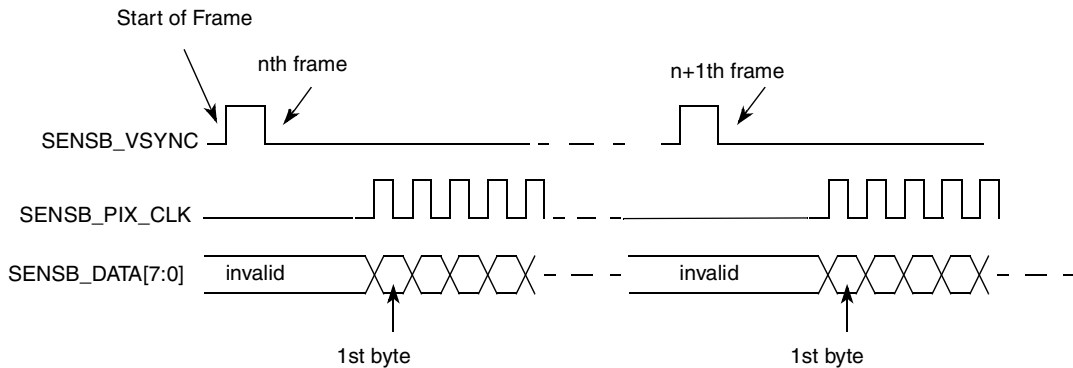 Start of Frame
nth frame
n+1th frame
SENSB_VSYNC
SENSB_PIX_CLK
SENSB_DATA[7:0]
invalid
invalid
1st byte
1st byte